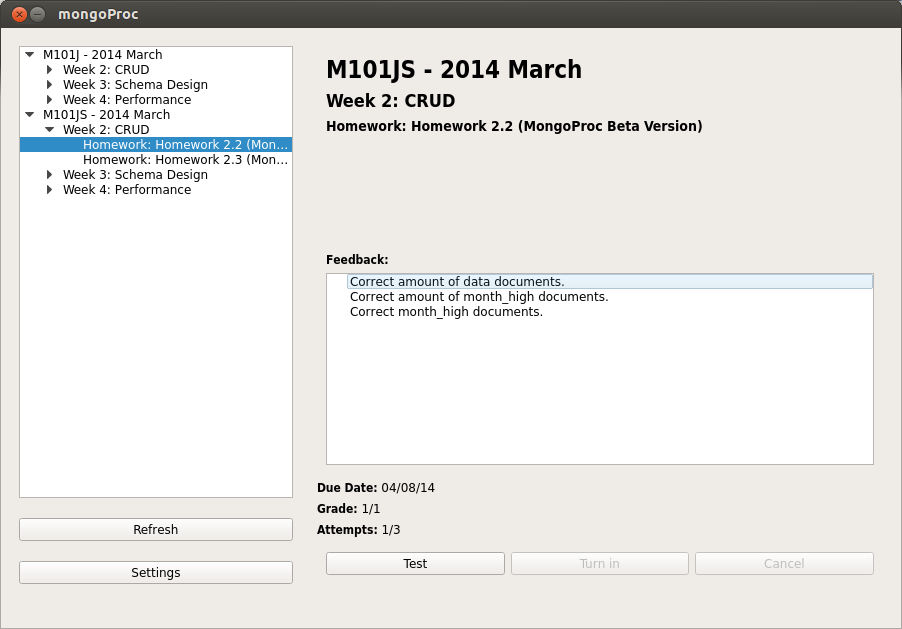 mongoProc
M101J - 2014 March
Week 2: CRUD
Week 3: Schema Design
Week 4: Performance
M101JS - 2014 March
Week 2: CRUD
Homework: Homework 2.2 (Mon...
Homework: Homework 2.3 (Mon...
Week 3: Schema Design
Week 4: Performance
Refresh
Settings
M101JS - 2014 March
Week 2: CRUD
Homework: Homework 2.2 (MongoProc Beta Version)
Feedback:
Correct amount of data documents.
Correct amount of month_high documents.
Correct month_high documents.
Due Date: 04/08/14
Grade: 1/1
Attempts: 1/3
Test
Turn in
Cancel